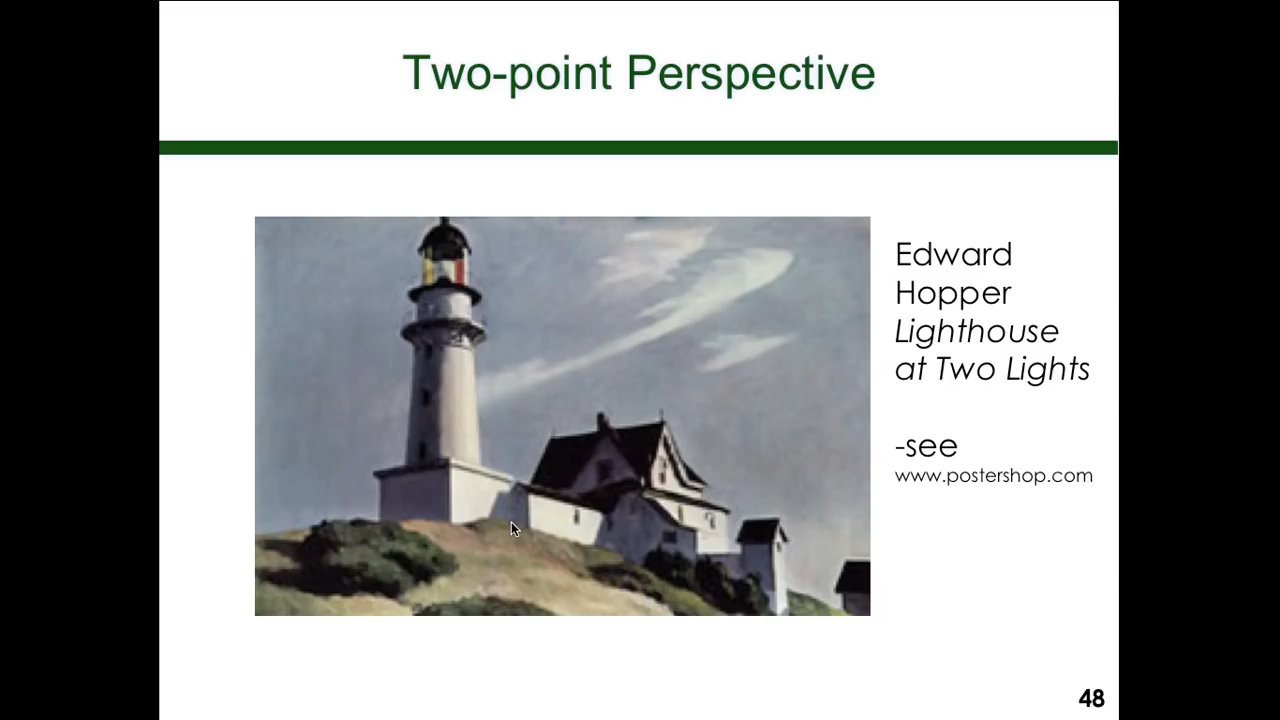 Two-point Perspective
Edward
Hopper
Lighthouse
at Two Lights
-see
www.postershop.com
48